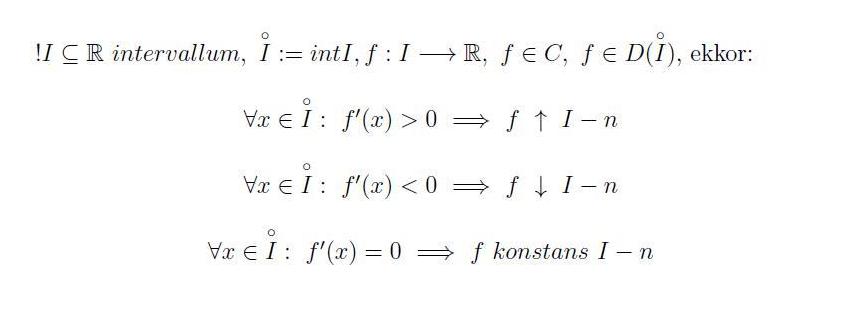 !I ⊆ ℝ intervallum, I̊ := intI, f : I ⟶ ℝ, f ∈ C, f ∈ D(I̊), ekkor:
∀x ∈ I̊ : f′(x) > 0 ⟹ f ↑ I − n
∀x ∈ I̊ : f′(x) < 0 ⟹ f ↓ I − n
∀x ∈ I̊ : f′(x) = 0 ⟹ f konstans I − n